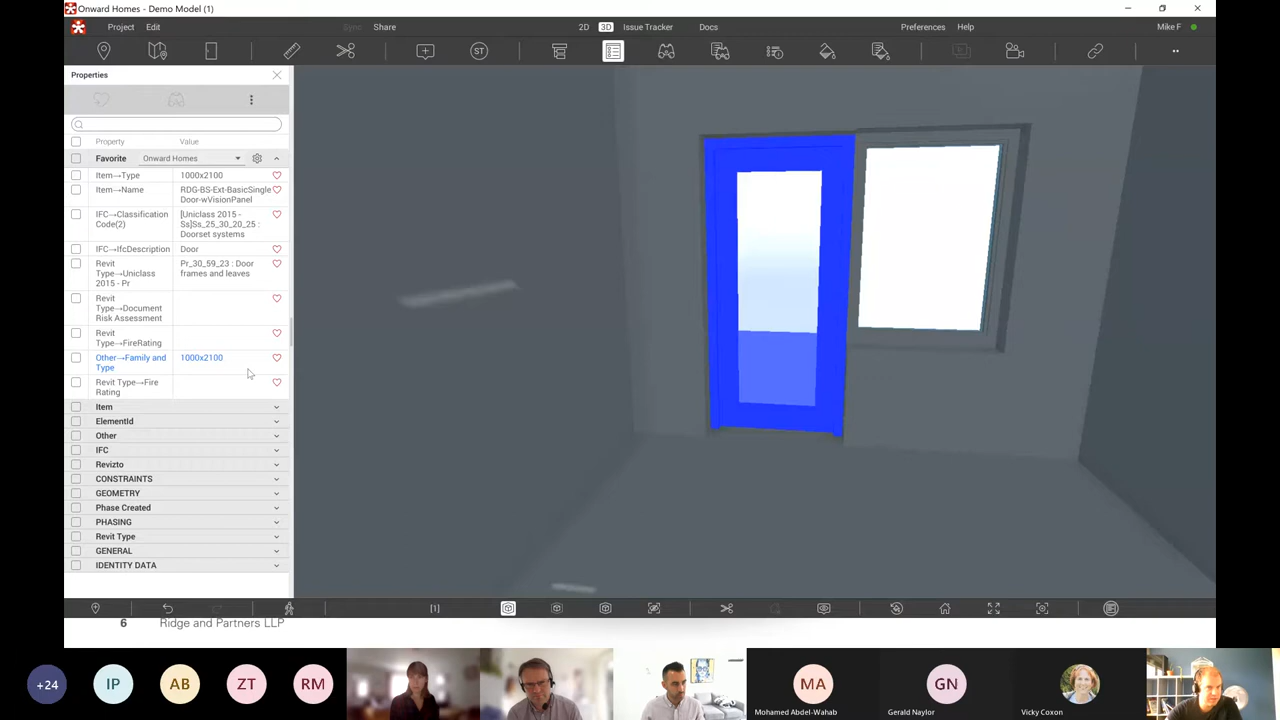 Onward Homes - Demo Model (1)
Project Edit Sync Share 2D 3D Issue Tracker Docs Preferences Help Mike F
ST
Properties
Property Value
Favorite Onward Homes
Item→Type 1000x2100
Item→Name RDG-BS-Ext-BasicSingle
Door-wVisionPanel
IFC→Classification [Uniclass 2015 -
Code(2) Ss]Ss_25_30_20_25 :
Doorset systems
IFC→IfcDescription Door
Revit Pr_30_59_23 : Door
Type→Uniclass frames and leaves
2015 - Pr
Revit
Type→Document
Risk Assessment
Revit
Type→FireRating
Other→Family and 1000x2100
Type
Revit Type→Fire
Rating
Item
ElementId
Other
IFC
Revizto
CONSTRAINTS
GEOMETRY
Phase Created
PHASING
Revit Type
GENERAL
IDENTITY DATA
6 Ridge and Partners LLP
+24 IP AB ZT RM MA GN
Mohamed Abdel-Wahab Gerald Naylor Vicky Coxon